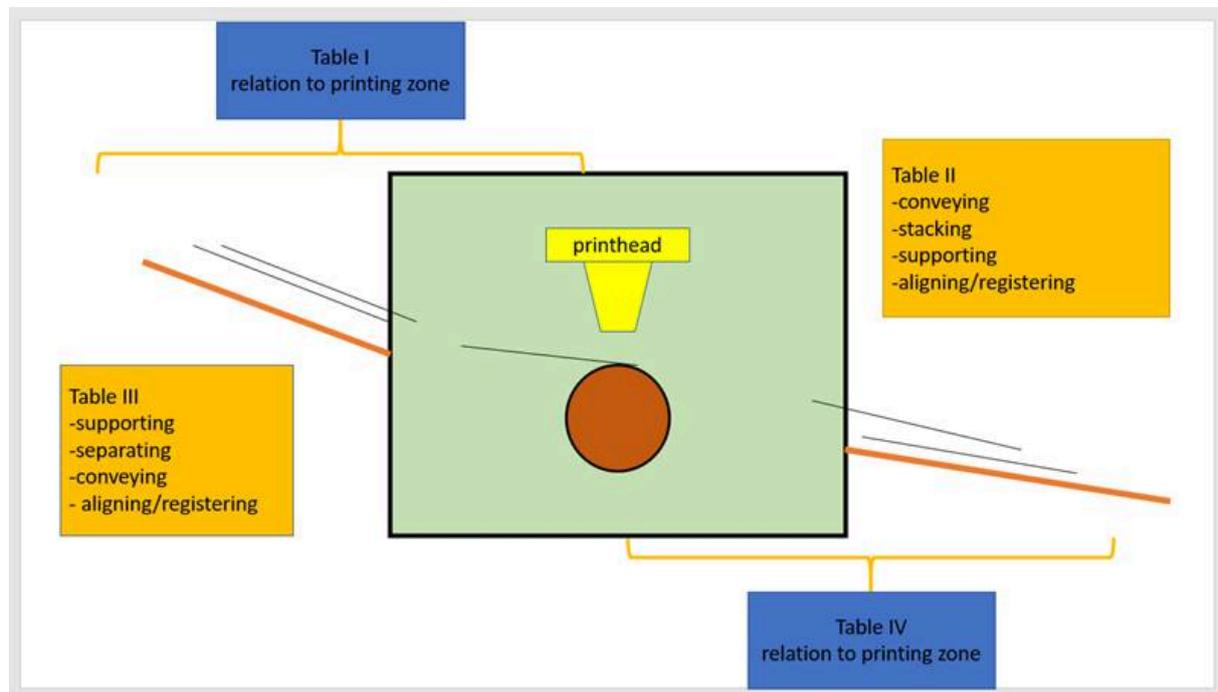 Table I
relation to printing zone
Table II
-conveying
-stacking
-supporting
-aligning/registering
printhead
Table III
-supporting
-separating
-conveying
- aligning/registering
Table IV
relation to printing zone